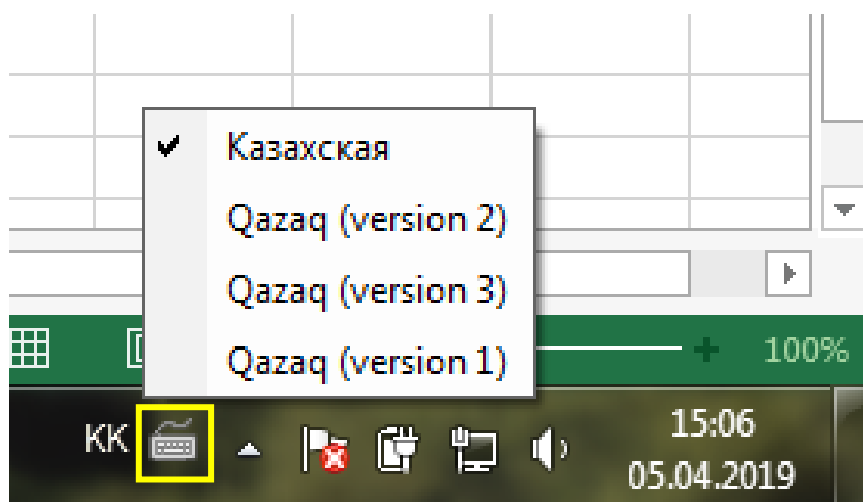 Казахская
Qazaq (version 2)
Qazaq (version 3)
Qazaq (version 1)
100%
KK
15:06
05.04.2019